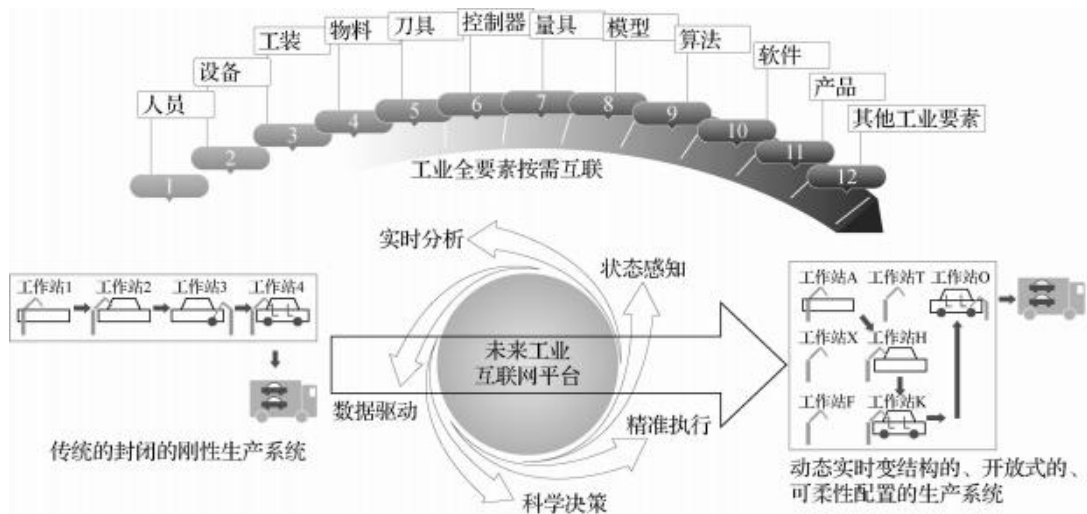 人员
设备
工装
物料
刀具
控制器
量具
模型
算法
软件
产品
其他工业要素
1
2
3
4
5
6
7
8
9
10
11
12
工业全要素按需互联
实时分析
状态感知
数据驱动
精准执行
科学决策
未来工业
互联网平台
工作站1
工作站2
工作站3
工作站4
传统的封闭的刚性生产系统
工作站A
工作站T
工作站O
工作站X
工作站H
工作站F
工作站K
动态实时变结构的、开放式的、
可柔性配置的生产系统